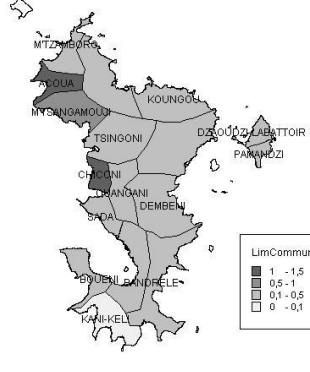 M'TZAMBORO
ACOUA
KOUNGOU
M'TSANGAMOUJI
DZAOUDZI-LABATTOIR
TSINGONI
PAMANDZI
CHICONI
OUANGANI
DEMBENI
SADA
LimCommun
1 - 1,5
0,5 - 1
0,1 - 0,5
0 - 0,1
BOUENI
BANDRELE
KANI-KELI